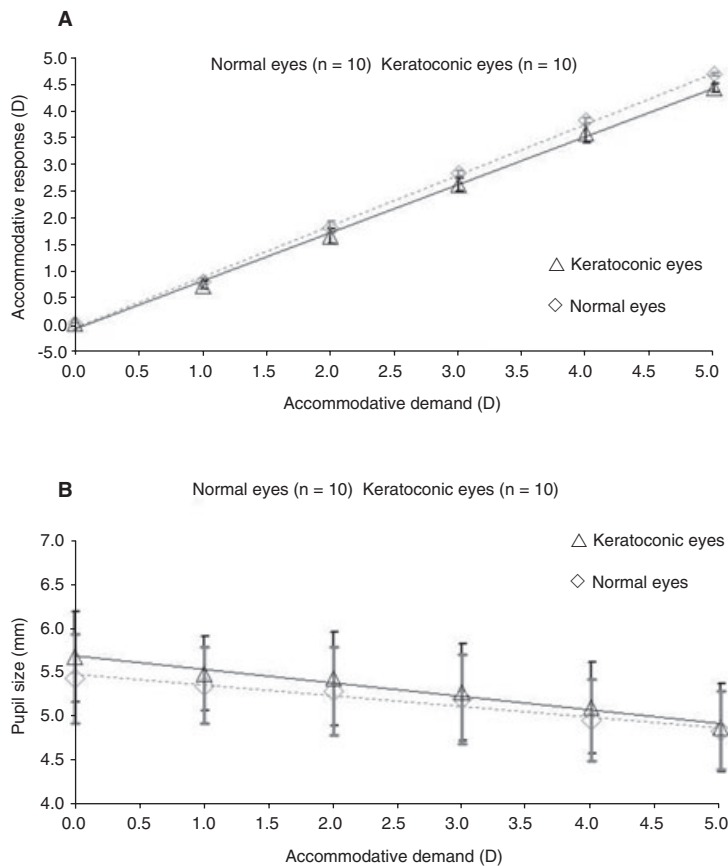 A
Normal eyes (n = 10) Keratoconic eyes (n = 10)
Accommodative response (D)
5.0
4.5
4.0
3.5
3.0
2.5
2.0
1.5
1.0
0.5
0.0
-5.0
Keratoconic eyes
Normal eyes
0.0 0.5 1.0 1.5 2.0 2.5 3.0 3.5 4.0 4.5 5.0
Accommodative demand (D)
B
Normal eyes (n = 10) Keratoconic eyes (n = 10)
Pupil size (mm)
7.0
6.5
6.0
5.5
5.0
4.5
4.0
Keratoconic eyes
Normal eyes
0.0 0.5 1.0 1.5 2.0 2.5 3.0 3.5 4.0 4.5 5.0
Accommodative demand (D)